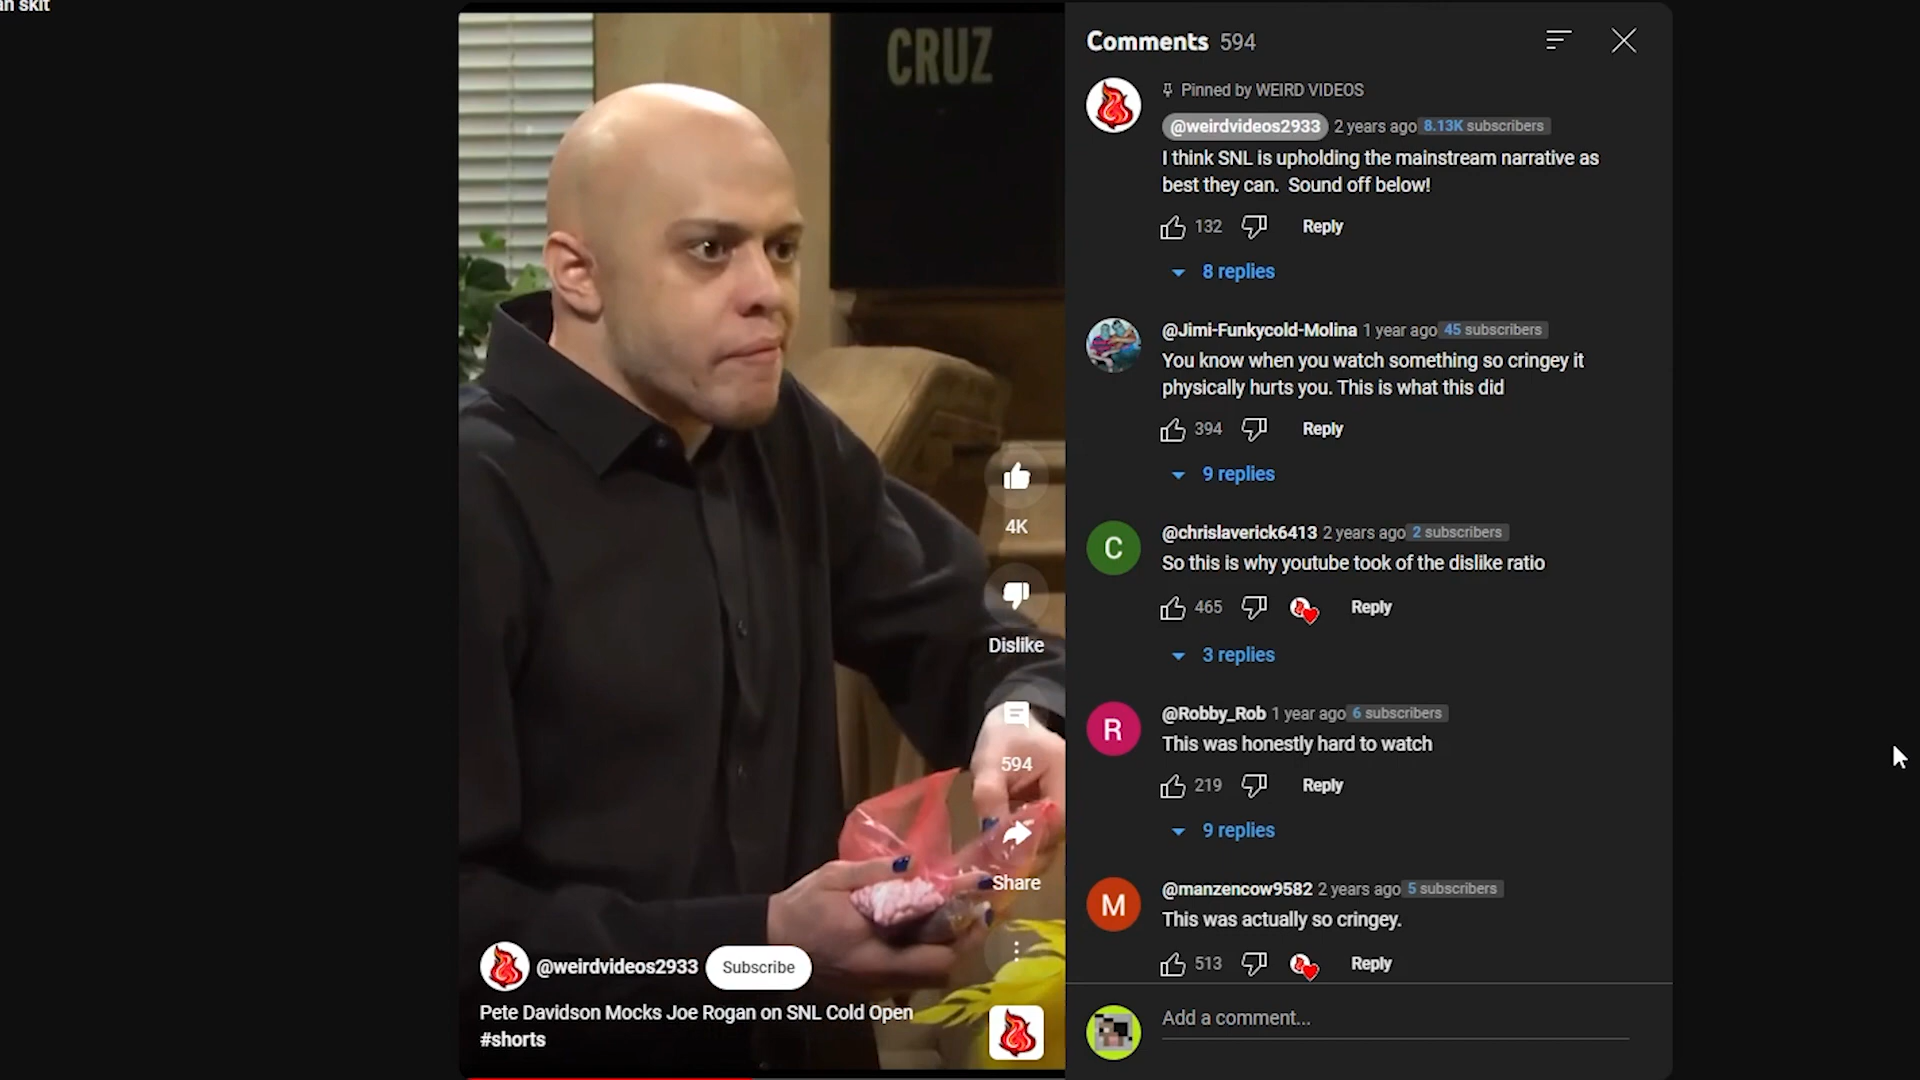 an skit
CRUZ
4K
Dislike
594
Share
@weirdvideos2933 Subscribe
Pete Davidson Mocks Joe Rogan on SNL Cold Open
#shorts
Comments 594
Pinned by WEIRD VIDEOS
@weirdvideos2933 2 years ago 8.13K subscribers
I think SNL is upholding the mainstream narrative as
best they can. Sound off below!
132 Reply
8 replies
@Jimi-Funkycold-Molina 1 year ago 45 subscribers
You know when you watch something so cringey it
physically hurts you. This is what this did
394 Reply
9 replies
C
@chrislaverick6413 2 years ago 2 subscribers
So this is why youtube took of the dislike ratio
465 Reply
3 replies
R
@Robby_Rob 1 year ago 6 subscribers
This was honestly hard to watch
219 Reply
9 replies
M
@manzencow9582 2 years ago 5 subscribers
This was actually so cringey.
513 Reply
Add a comment...